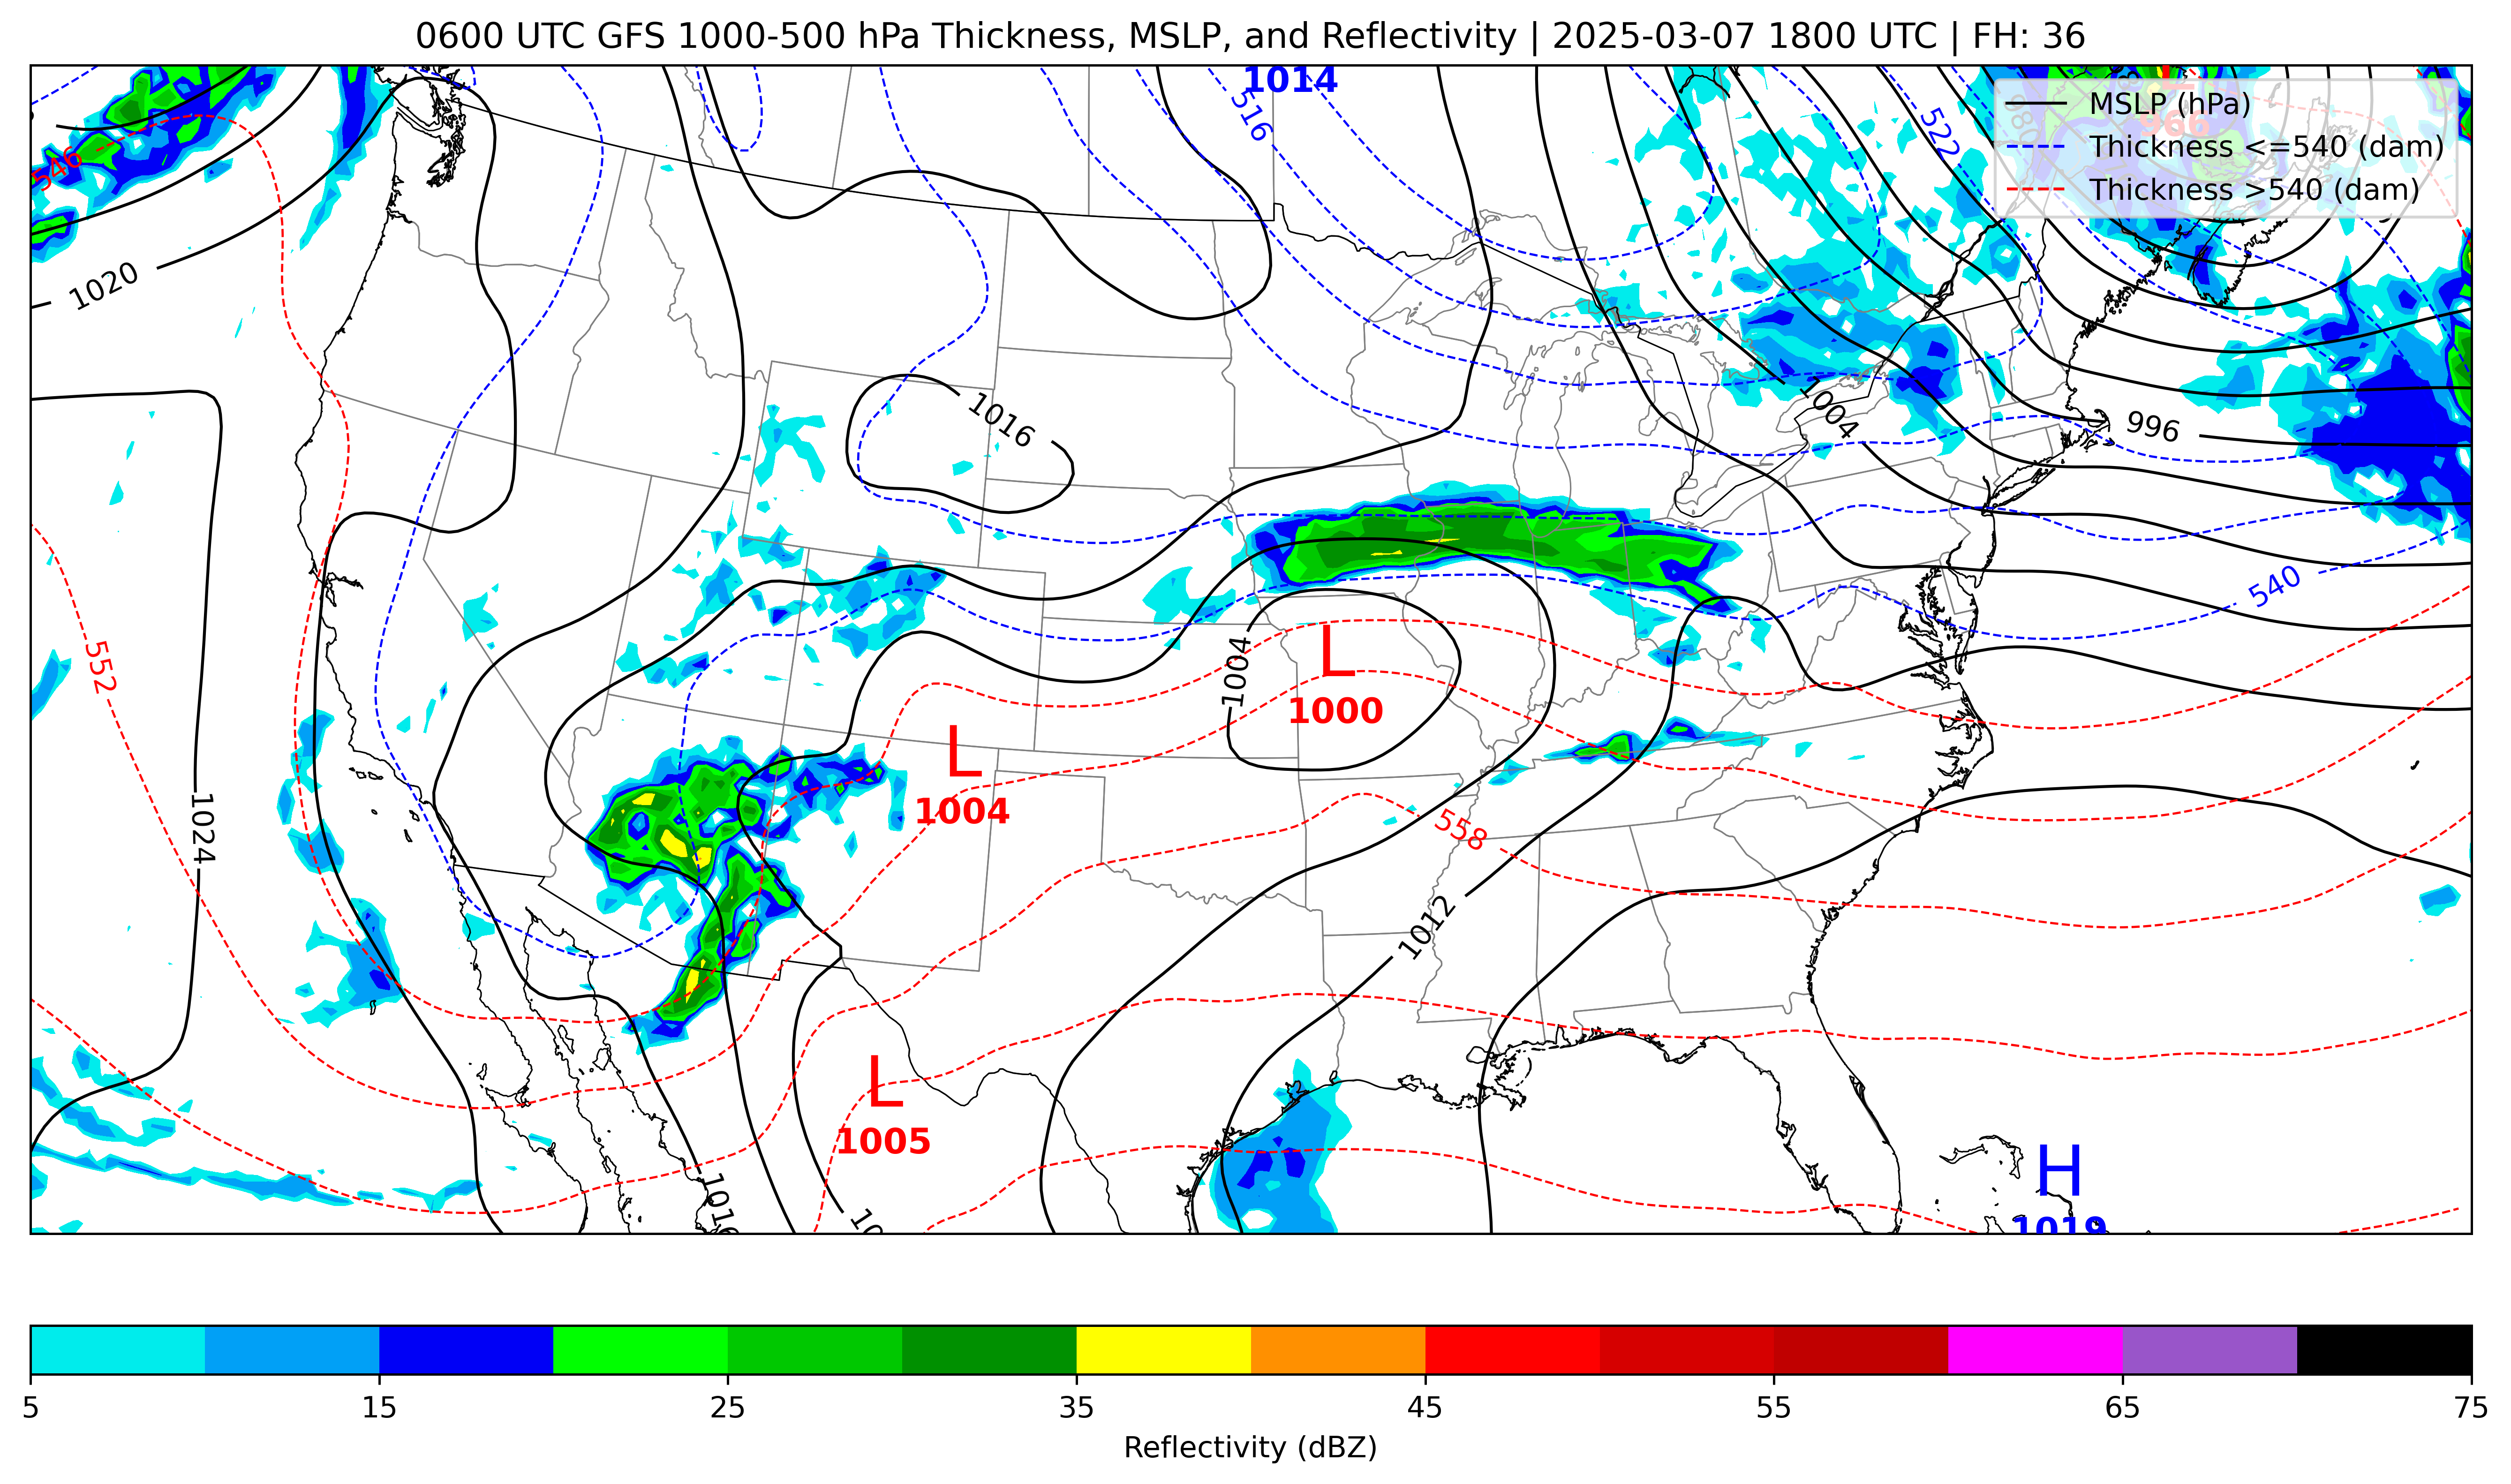 0600 UTC GFS 1000-500 hPa Thickness, MSLP, and Reflectivity | 2025-03-07 1800 UTC | FH: 36
1014
MSLP (hPa)
Thickness <=540 (dam)
Thickness >540 (dam)
966
516
522
546
1020
1016
1004
996
540
552
1004
L
1000
L
1004
1024
558
1012
L
1005
1016
H
1019
5 15 25 35 45 55 65 75
Reflectivity (dBZ)